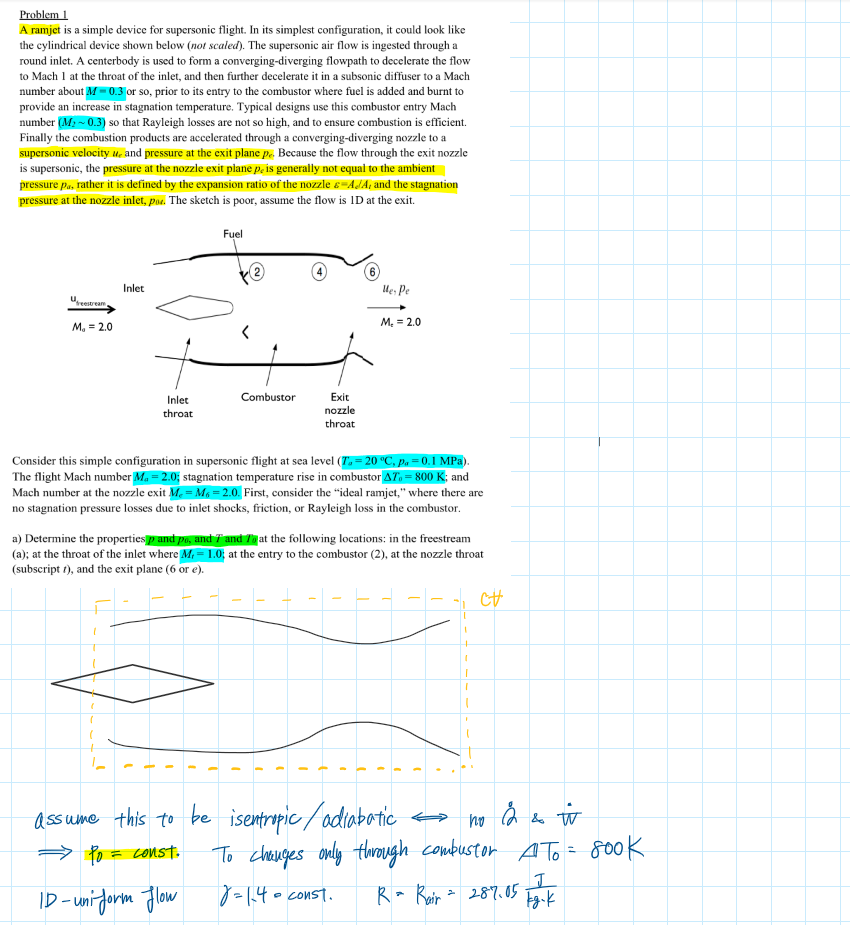 Problem 1
A ramjet is a simple device for supersonic flight. In its simplest configuration, it could look like
the cylindrical device shown below (not scaled). The supersonic air flow is ingested through a
round inlet. A centerbody is used to form a converging-diverging flowpath to decelerate the flow
to Mach 1 at the throat of the inlet, and then further decelerate it in a subsonic diffuser to a Mach
number about M = 0.3 or so, prior to its entry to the combustor where fuel is added and burnt to
provide an increase in stagnation temperature. Typical designs use this combustor entry Mach
number (M₂ ~ 0.3) so that Rayleigh losses are not so high, and to ensure combustion is efficient.
Finally the combustion products are accelerated through a converging-diverging nozzle to a
supersonic velocity uₑ and pressure at the exit plane pₑ. Because the flow through the exit nozzle
is supersonic, the pressure at the nozzle exit plane pₑ is generally not equal to the ambient
pressure pₐ, rather it is defined by the expansion ratio of the nozzle ε=Aₑ/Aₜ and the stagnation
pressure at the nozzle inlet, p₀₄. The sketch is poor, assume the flow is 1D at the exit.
Fuel
2 4 6
Inlet
uₑ, pₑ
u freestream
Mₐ = 2.0
Mₑ = 2.0
Inlet throat
Combustor
Exit nozzle throat
Consider this simple configuration in supersonic flight at sea level (Tₐ = 20 °C, pₐ = 0.1 MPa).
The flight Mach number Mₐ = 2.0; stagnation temperature rise in combustor ΔT₀ = 800 K; and
Mach number at the nozzle exit Mₑ = M₆ = 2.0. First, consider the “ideal ramjet,” where there are
no stagnation pressure losses due to inlet shocks, friction, or Rayleigh loss in the combustor.
a) Determine the properties p and p₀, and T and T₀ at the following locations: in the freestream
(a); at the throat of the inlet where Mₜ = 1.0; at the entry to the combustor (2), at the nozzle throat
(subscript t), and the exit plane (6 or e).
CV
assume this to be isentropic/adiabatic ⟺ no Q̇ & Ẇ
⟹ p₀ = const. T₀ changes only through combustor ΔT₀ = 800K
1D-uniform flow γ=1.4 = const. R = R air = 287.05 J/kg·K